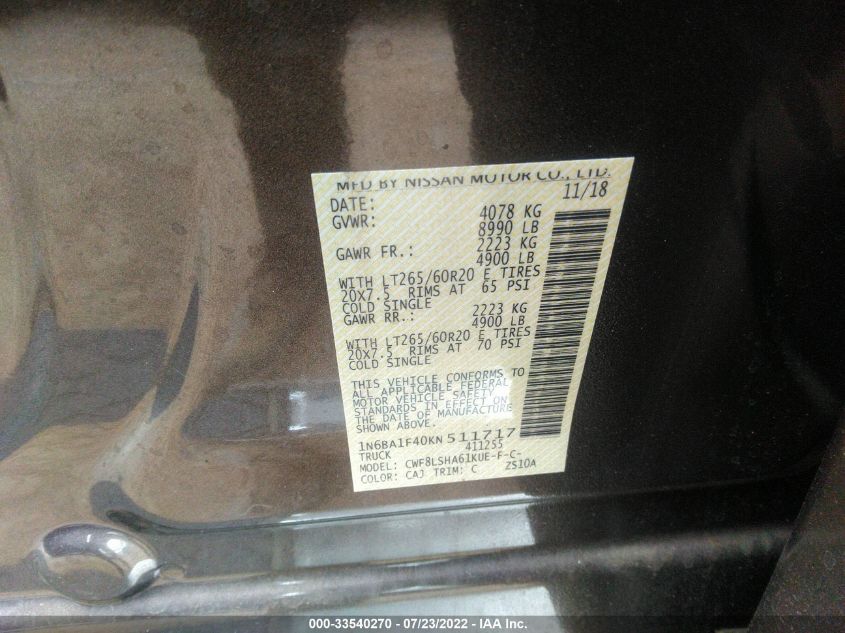 MFD BY NISSAN MOTOR CO., LTD.
DATE: 11/18
GVWR: 4078 KG
8990 LB
GAWR FR.: 2223 KG
4900 LB
WITH LT265/60R20 E TIRES
20X7.5 RIMS AT 65 PSI
COLD SINGLE
GAWR RR.: 2223 KG
4900 LB
WITH LT265/60R20 E TIRES
20X7.5 RIMS AT 70 PSI
COLD SINGLE
THIS VEHICLE CONFORMS TO
ALL APPLICABLE FEDERAL
MOTOR VEHICLE SAFETY
STANDARDS IN EFFECT ON
THE DATE OF MANUFACTURE
SHOWN ABOVE.
1N6BA1F40KN511717
TRUCK 411255
MODEL: CWF8LSHA61KUE-F-C-
COLOR: CAJ TRIM: C ZS10A
000-33540270 - 07/23/2022 - IAA Inc.